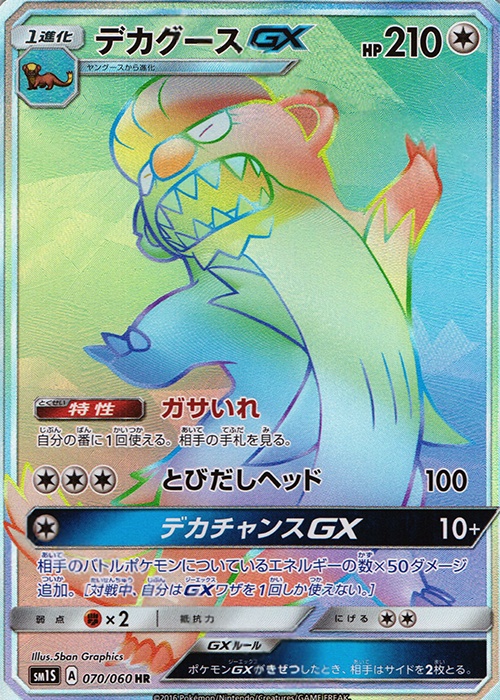 1進化
デカグースGX
HP210
ヤングースから進化
とくせい
特性
ガサいれ
自分の番に1回使える。相手の手札を見る。
とびだしヘッド 100
デカチャンスGX 10+
相手のバトルポケモンについているエネルギーの数×50ダメージ
追加。[対戦中、自分はGXワザを1回しか使えない。]
弱点 ×2 抵抗力 にげる
GXルール
Illus.5ban Graphics
ポケモンGXがきぜつしたとき、相手はサイドを2枚とる。
SM1S A 070/060 HR
©2016 Pokémon/Nintendo/Creatures/GAME FREAK.